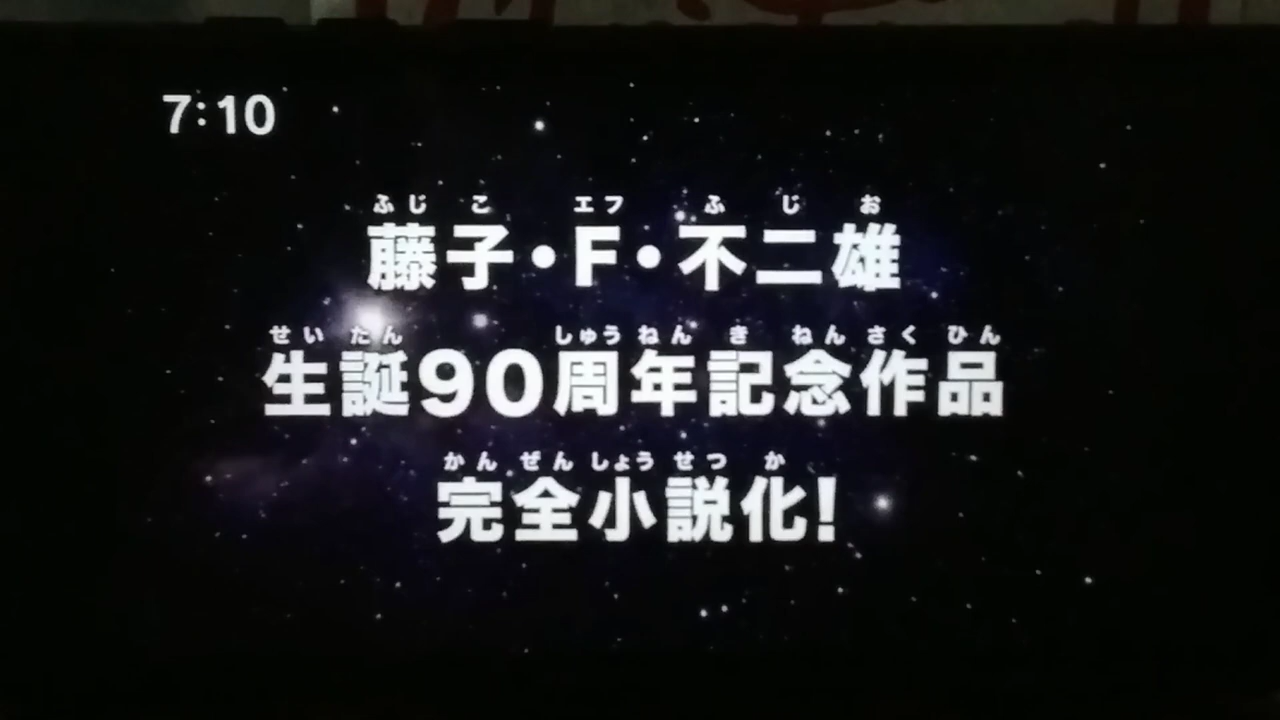 7:10
ふじ こ エフ ふ じ お
藤子・F・不二雄
せい たん しゅう ねん き ねん さく ひん
生誕90周年記念作品
かん ぜん しょう せつ か
完全小説化!